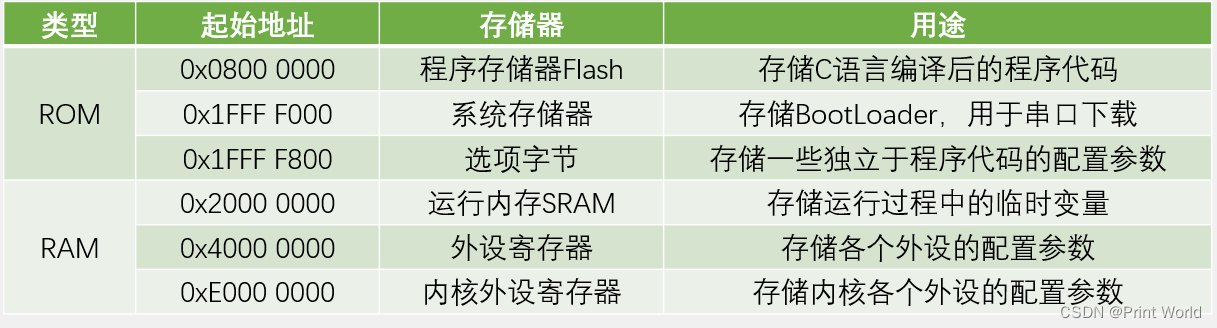 类型 起始地址 存储器 用途
ROM 0x0800 0000 程序存储器Flash 存储C语言编译后的程序代码
0x1FFF F000 系统存储器 存储BootLoader，用于串口下载
0x1FFF F800 选项字节 存储一些独立于程序代码的配置参数
RAM 0x2000 0000 运行内存SRAM 存储运行过程中的临时变量
0x4000 0000 外设寄存器 存储各个外设的配置参数
0xE000 0000 内核外设寄存器 存储内核各个外设的配置参数
CSDN @Print World